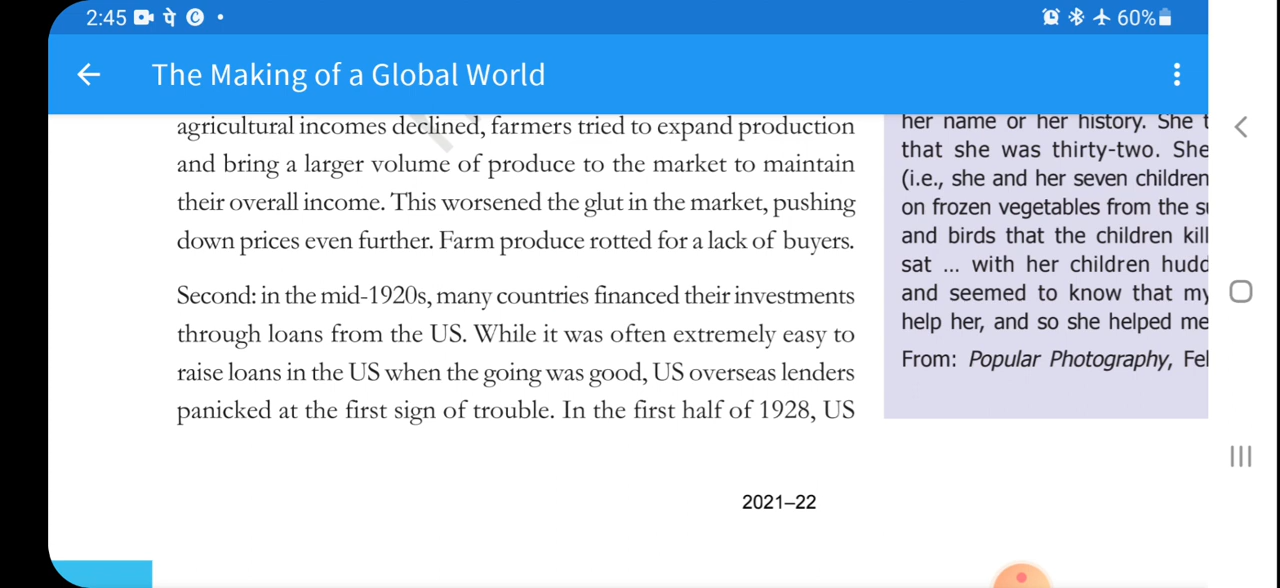 2:45 पे C
60%
The Making of a Global World
agricultural incomes declined, farmers tried to expand production
and bring a larger volume of produce to the market to maintain
their overall income. This worsened the glut in the market, pushing
down prices even further. Farm produce rotted for a lack of buyers.
Second: in the mid-1920s, many countries financed their investments
through loans from the US. While it was often extremely easy to
raise loans in the US when the going was good, US overseas lenders
panicked at the first sign of trouble. In the first half of 1928, US
her name or her history. She t
that she was thirty-two. She
(i.e., she and her seven children
on frozen vegetables from the s
and birds that the children kill
sat ... with her children hudd
and seemed to know that my
help her, and so she helped me
From: Popular Photography, Fe
2021–22